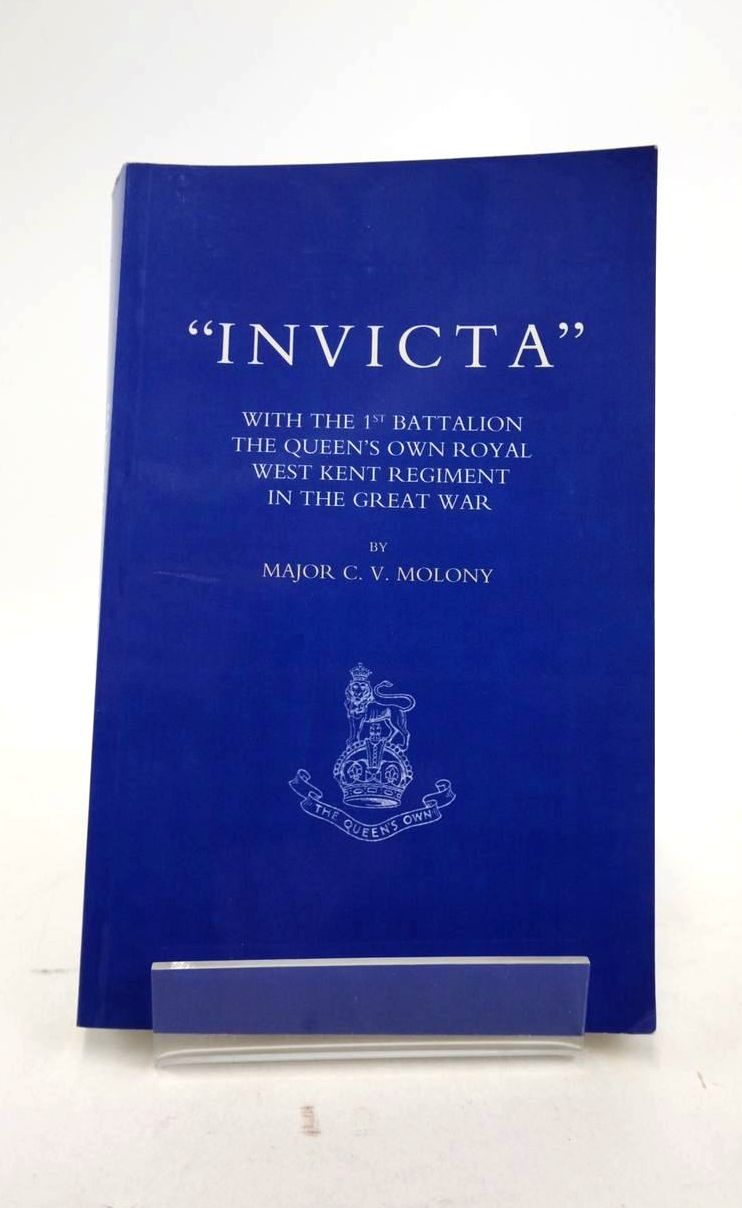 “INVICTA”
WITH THE 1ST BATTALION
THE QUEEN’S OWN ROYAL
WEST KENT REGIMENT
IN THE GREAT WAR
BY
MAJOR C. V. MOLONY
THE QUEEN’S OWN